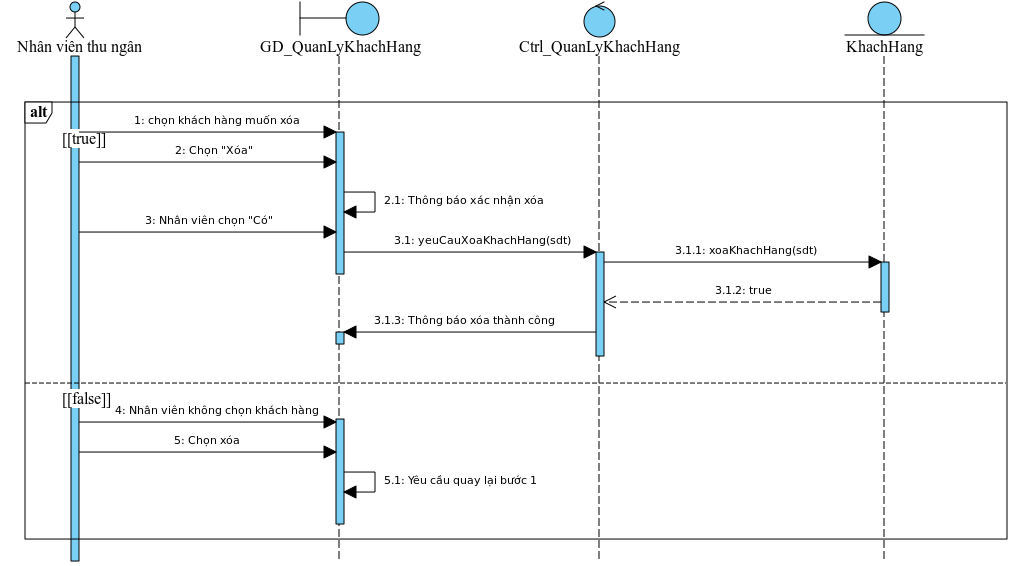 Nhân viên thu ngân
GD_QuanLyKhachHang
Ctrl_QuanLyKhachHang
KhachHang
alt
1: chọn khách hàng muốn xóa
[[true]]
2: Chọn "Xóa"
2.1: Thông báo xác nhận xóa
3: Nhân viên chọn "Có"
3.1: yeuCauXoaKhachHang(sdt)
3.1.1: xoaKhachHang(sdt)
3.1.2: true
3.1.3: Thông báo xóa thành công
[[false]]
4: Nhân viên không chọn khách hàng
5: Chọn xóa
5.1: Yêu cầu quay lại bước 1